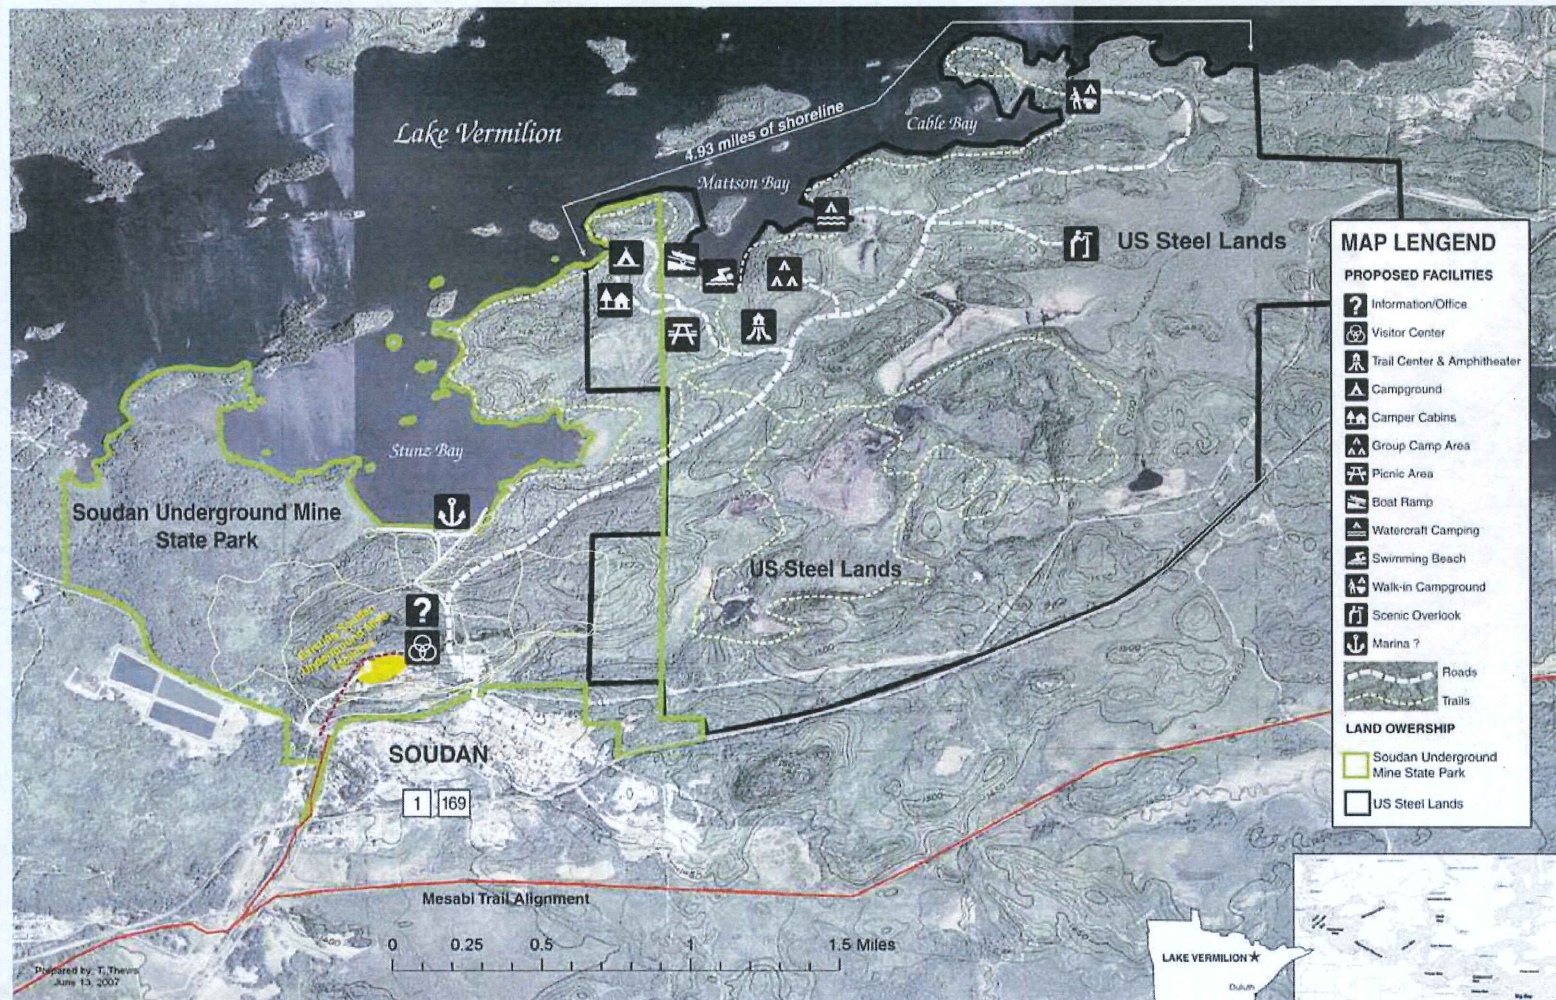 Lake Vermilion
4.93 miles of shoreline
Cable Bay
Mattson Bay
US Steel Lands
Stunz Bay
Soudan Underground Mine
State Park
US Steel Lands
SOUDAN
1 169
Mesabi Trail Alignment
0 0.25 0.5 1 1.5 Miles
Prepared by: T. Thews
June 13, 2007
MAP LENGEND
PROPOSED FACILITIES
? Information/Office
Visitor Center
Trail Center & Amphitheater
Campground
Camper Cabins
Group Camp Area
Picnic Area
Boat Ramp
Watercraft Camping
Swimming Beach
Walk-in Campground
Scenic Overlook
Marina ?
Roads
Trails
LAND OWERSHIP
Soudan Underground
Mine State Park
US Steel Lands
LAKE VERMILION
Duluth